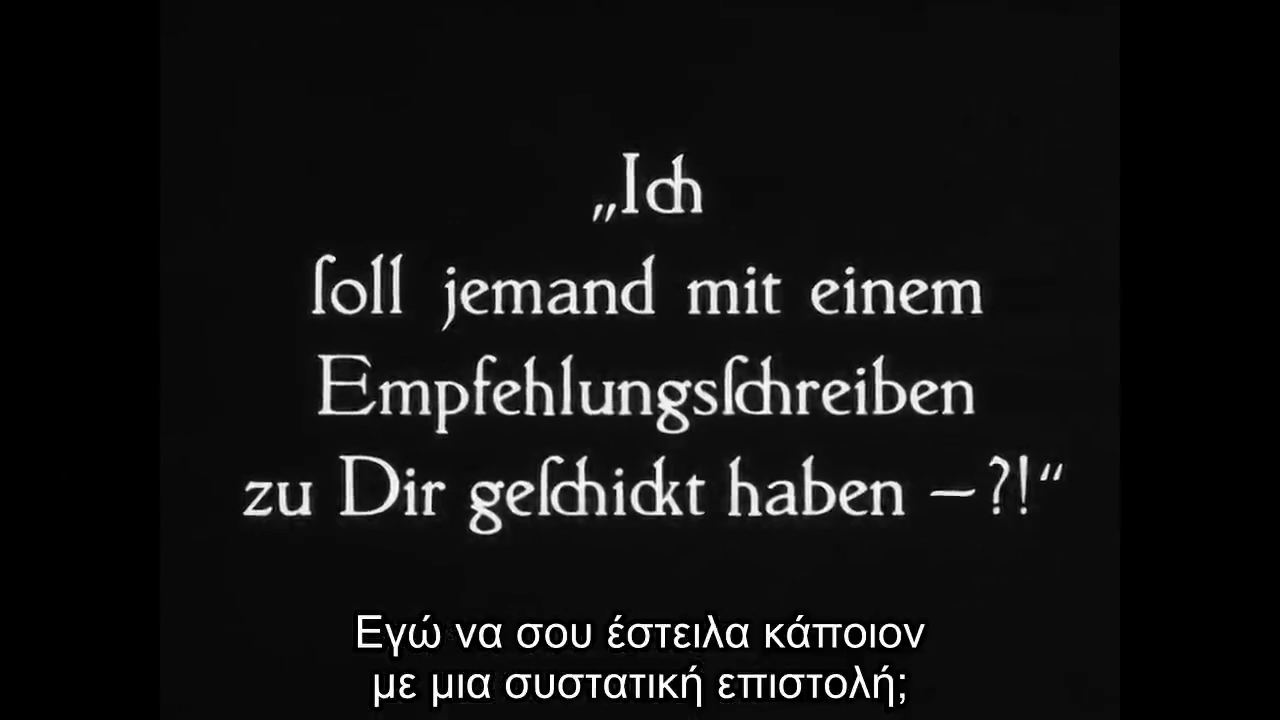 „Ich
ſoll jemand mit einem
Empfehlungsſchreiben
zu Dir geſchickt haben – ?!“
Εγώ να σου έστειλα κάποιον
με μια συστατική επιστολή;